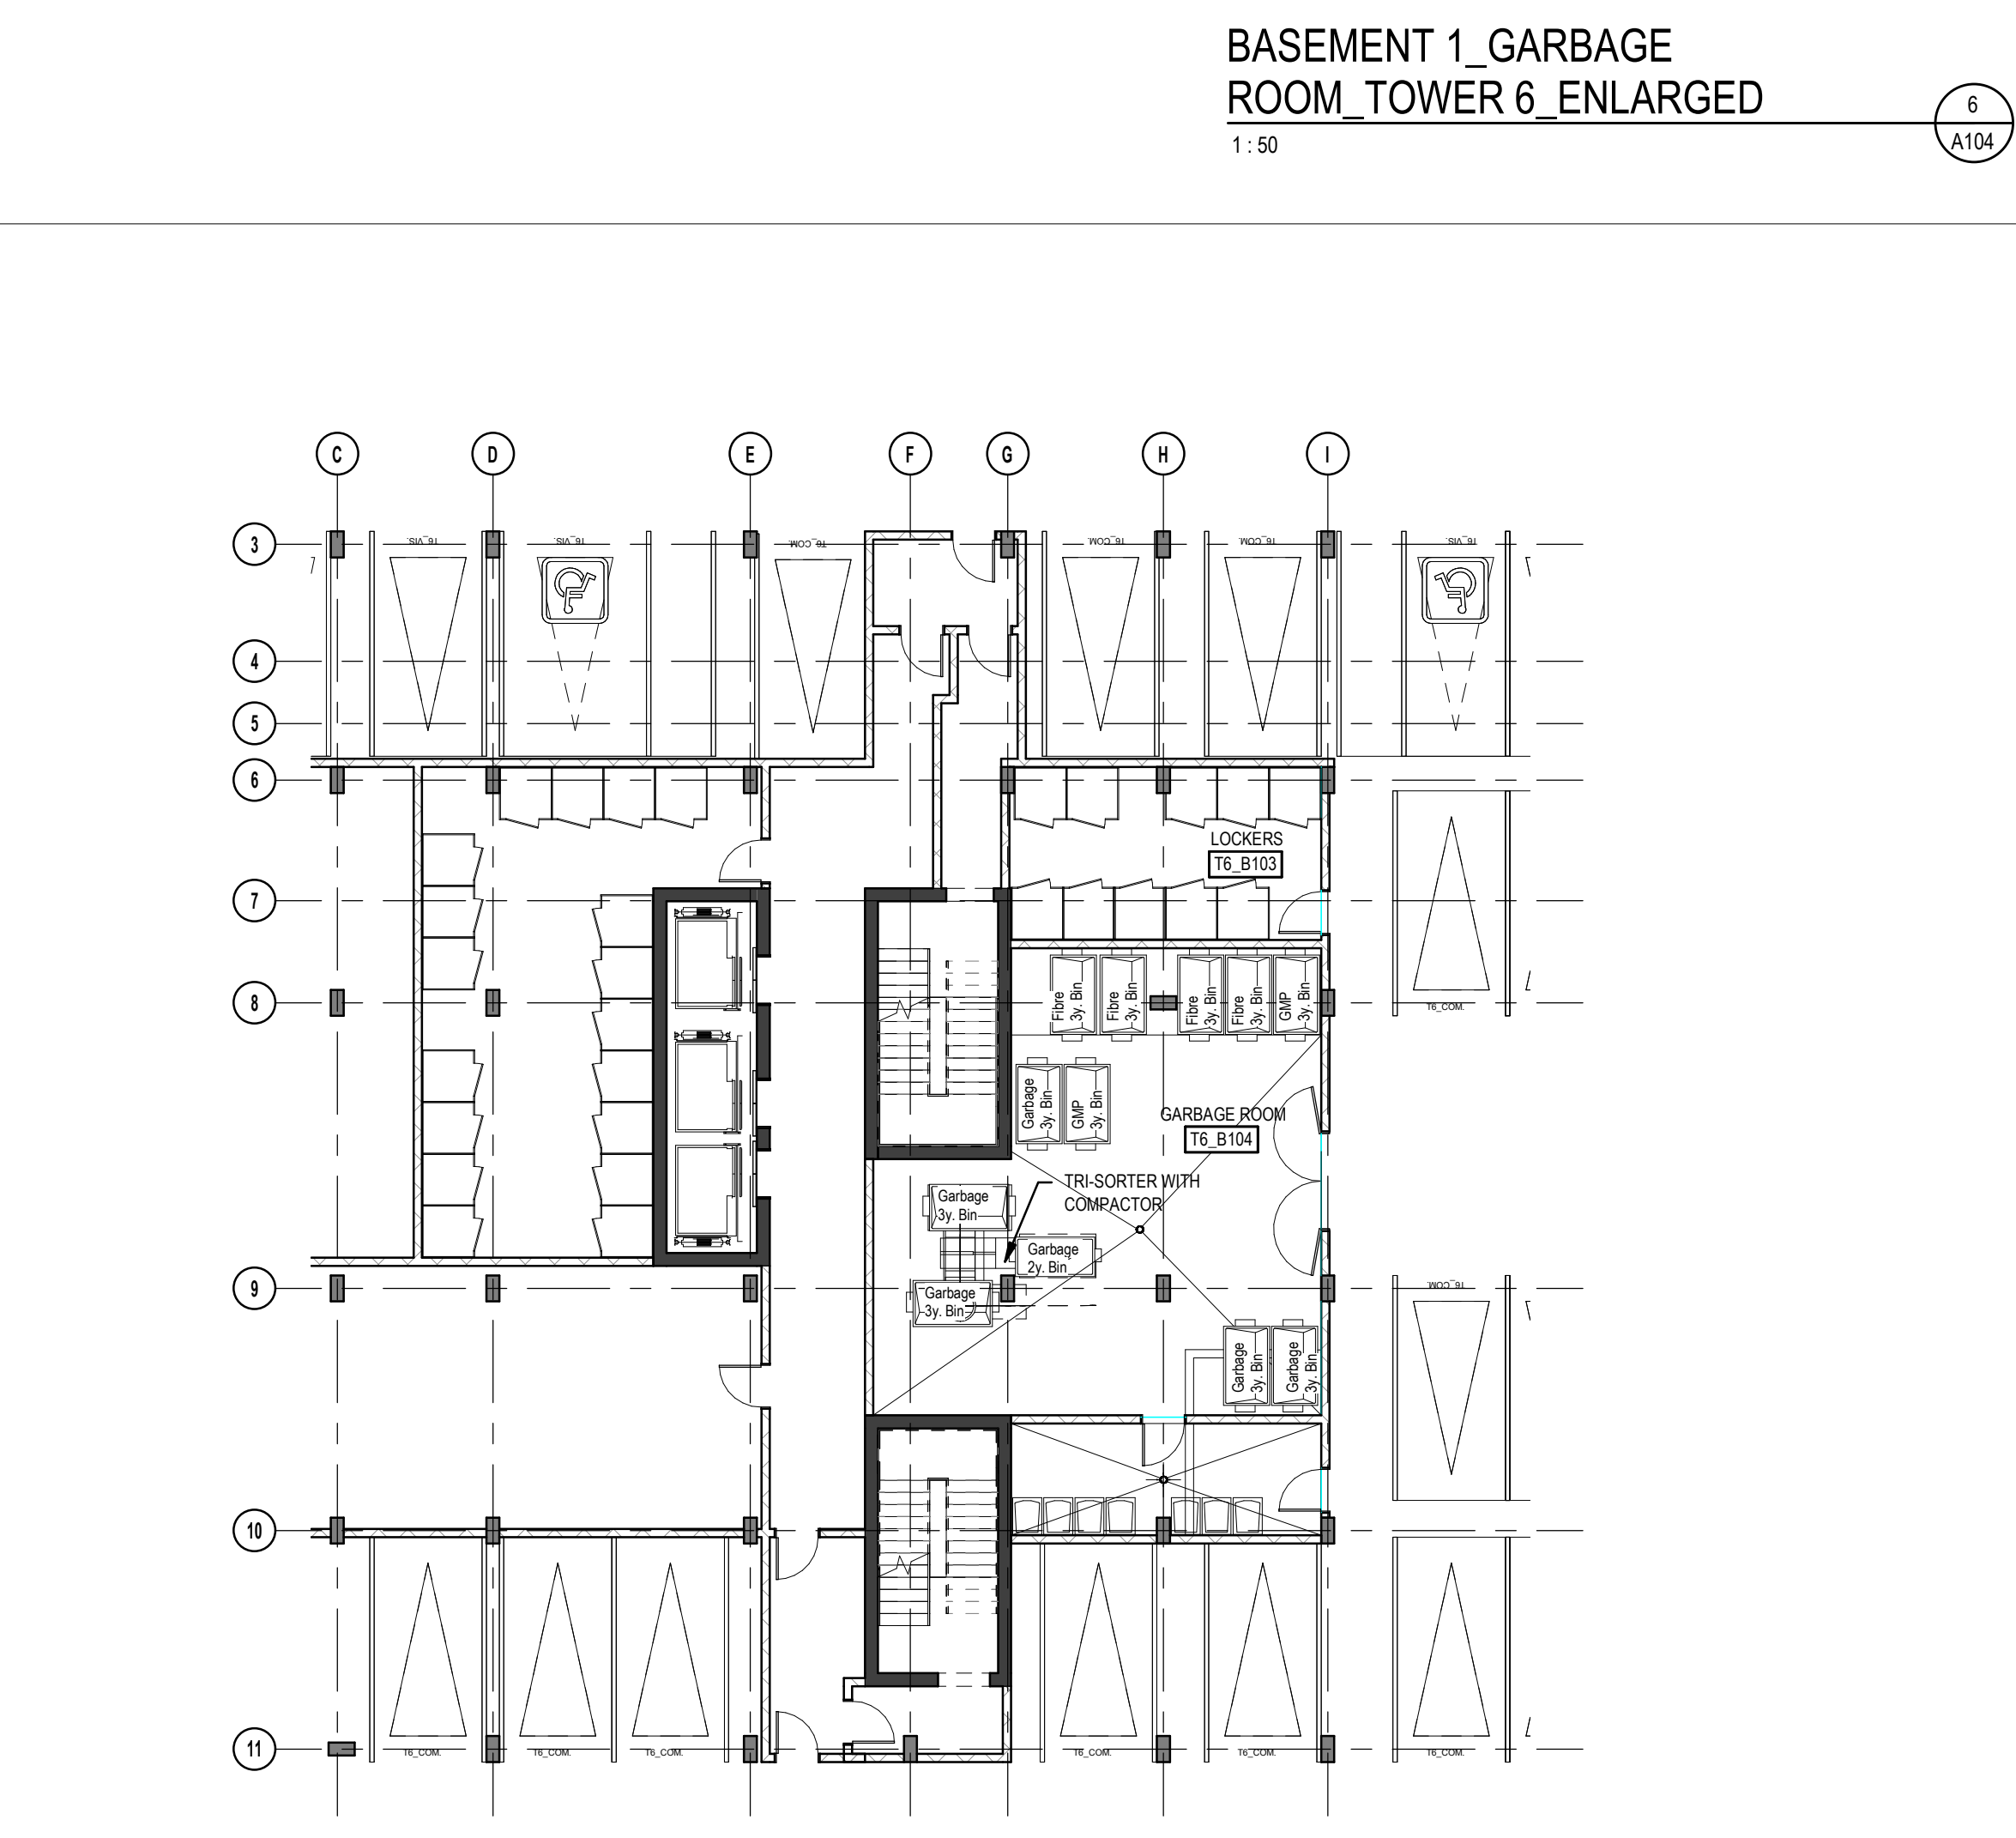 BASEMENT 1_GARBAGE
ROOM_TOWER 6_ENLARGED
1 : 50
6
A104
C
D
E
F
G
H
I
3
4
5
6
7
8
9
10
11
T6_VIS.
T6_VIS.
T6_COM.
T6_COM.
T6_COM.
T6_VIS.
LOCKERS
T6_B103
Fibre
3y. Bin
Fibre
3y. Bin
Fibre
3y. Bin
Fibre
3y. Bin
GMP
3y. Bin
T6_COM.
Garbage
3y. Bin
GMP
3y. Bin
GARBAGE ROOM
T6_B104
TRI-SORTER WITH
COMPACTOR
Garbage
3y. Bin
Garbage
2y. Bin
Garbage
3y. Bin
T6_COM.
Garbage
3y. Bin
Garbage
3y. Bin
T6_COM.
T6_COM.
T6_COM.
T6_COM.
T6_COM.
T6_COM.